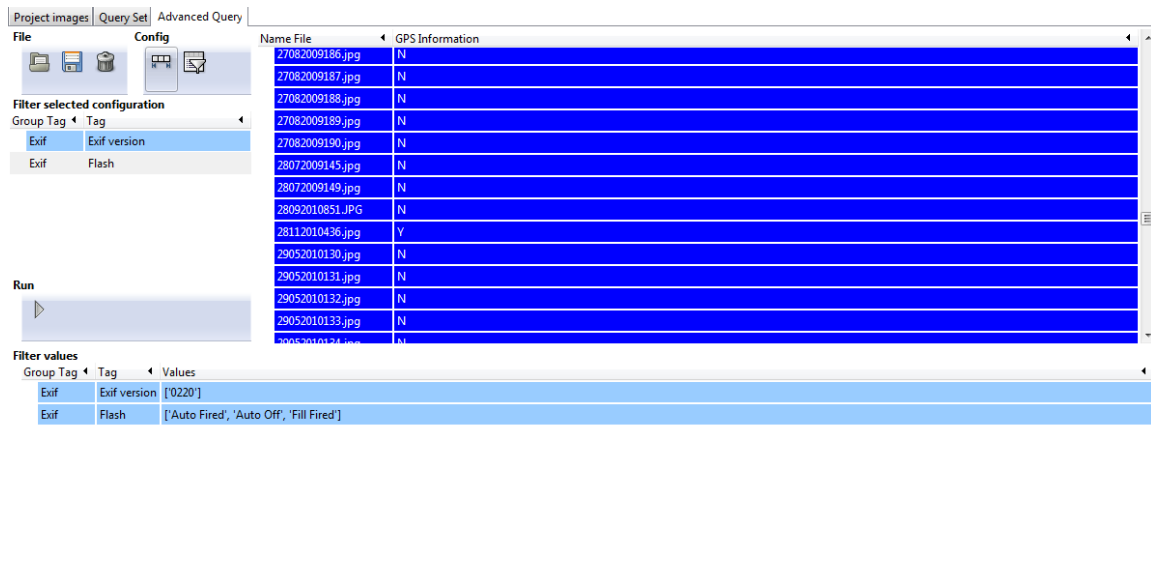 Project images Query Set Advanced Query
File Config
Name File GPS Information
27082009186.jpg N
27082009187.jpg N
27082009188.jpg N
27082009189.jpg N
27082009190.jpg N
28072009145.jpg N
28072009149.jpg N
28092010851.JPG N
28112010436.jpg Y
29052010130.jpg N
29052010131.jpg N
29052010132.jpg N
29052010133.jpg N
29052010134.jpg N
Filter selected configuration
Group Tag Tag
Exif Exif version
Exif Flash
Run
Filter values
Group Tag Tag Values
Exif Exif version ['0220']
Exif Flash ['Auto Fired', 'Auto Off', 'Fill Fired']